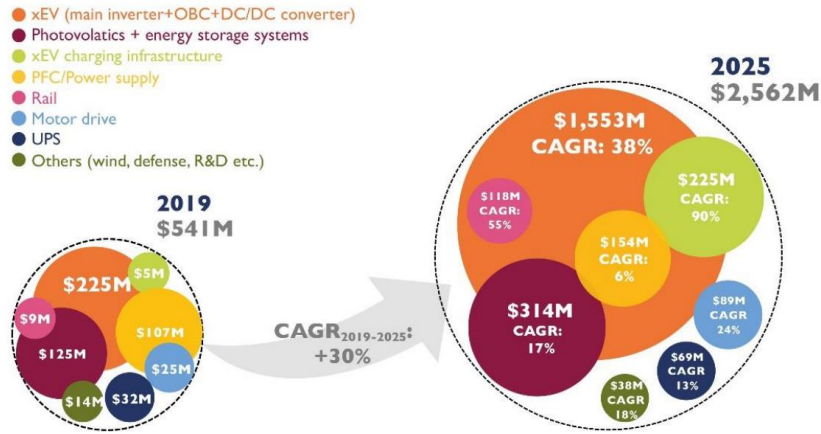 xEV (main inverter+OBC+DC/DC converter)
Photovolatics + energy storage systems
xEV charging infrastructure
PFC/Power supply
Rail
Motor drive
UPS
Others (wind, defense, R&D etc.)
2019
$541M
$225M
$5M
$9M
$107M
$125M
$25M
$14M
$32M
CAGR2019-2025:
+30%
2025
$2,562M
$1,553M
CAGR: 38%
$225M
CAGR:
90%
$118M
CAGR:
55%
$154M
CAGR:
6%
$314M
CAGR:
17%
$89M
CAGR
24%
$69M
CAGR
13%
$38M
CAGR
18%